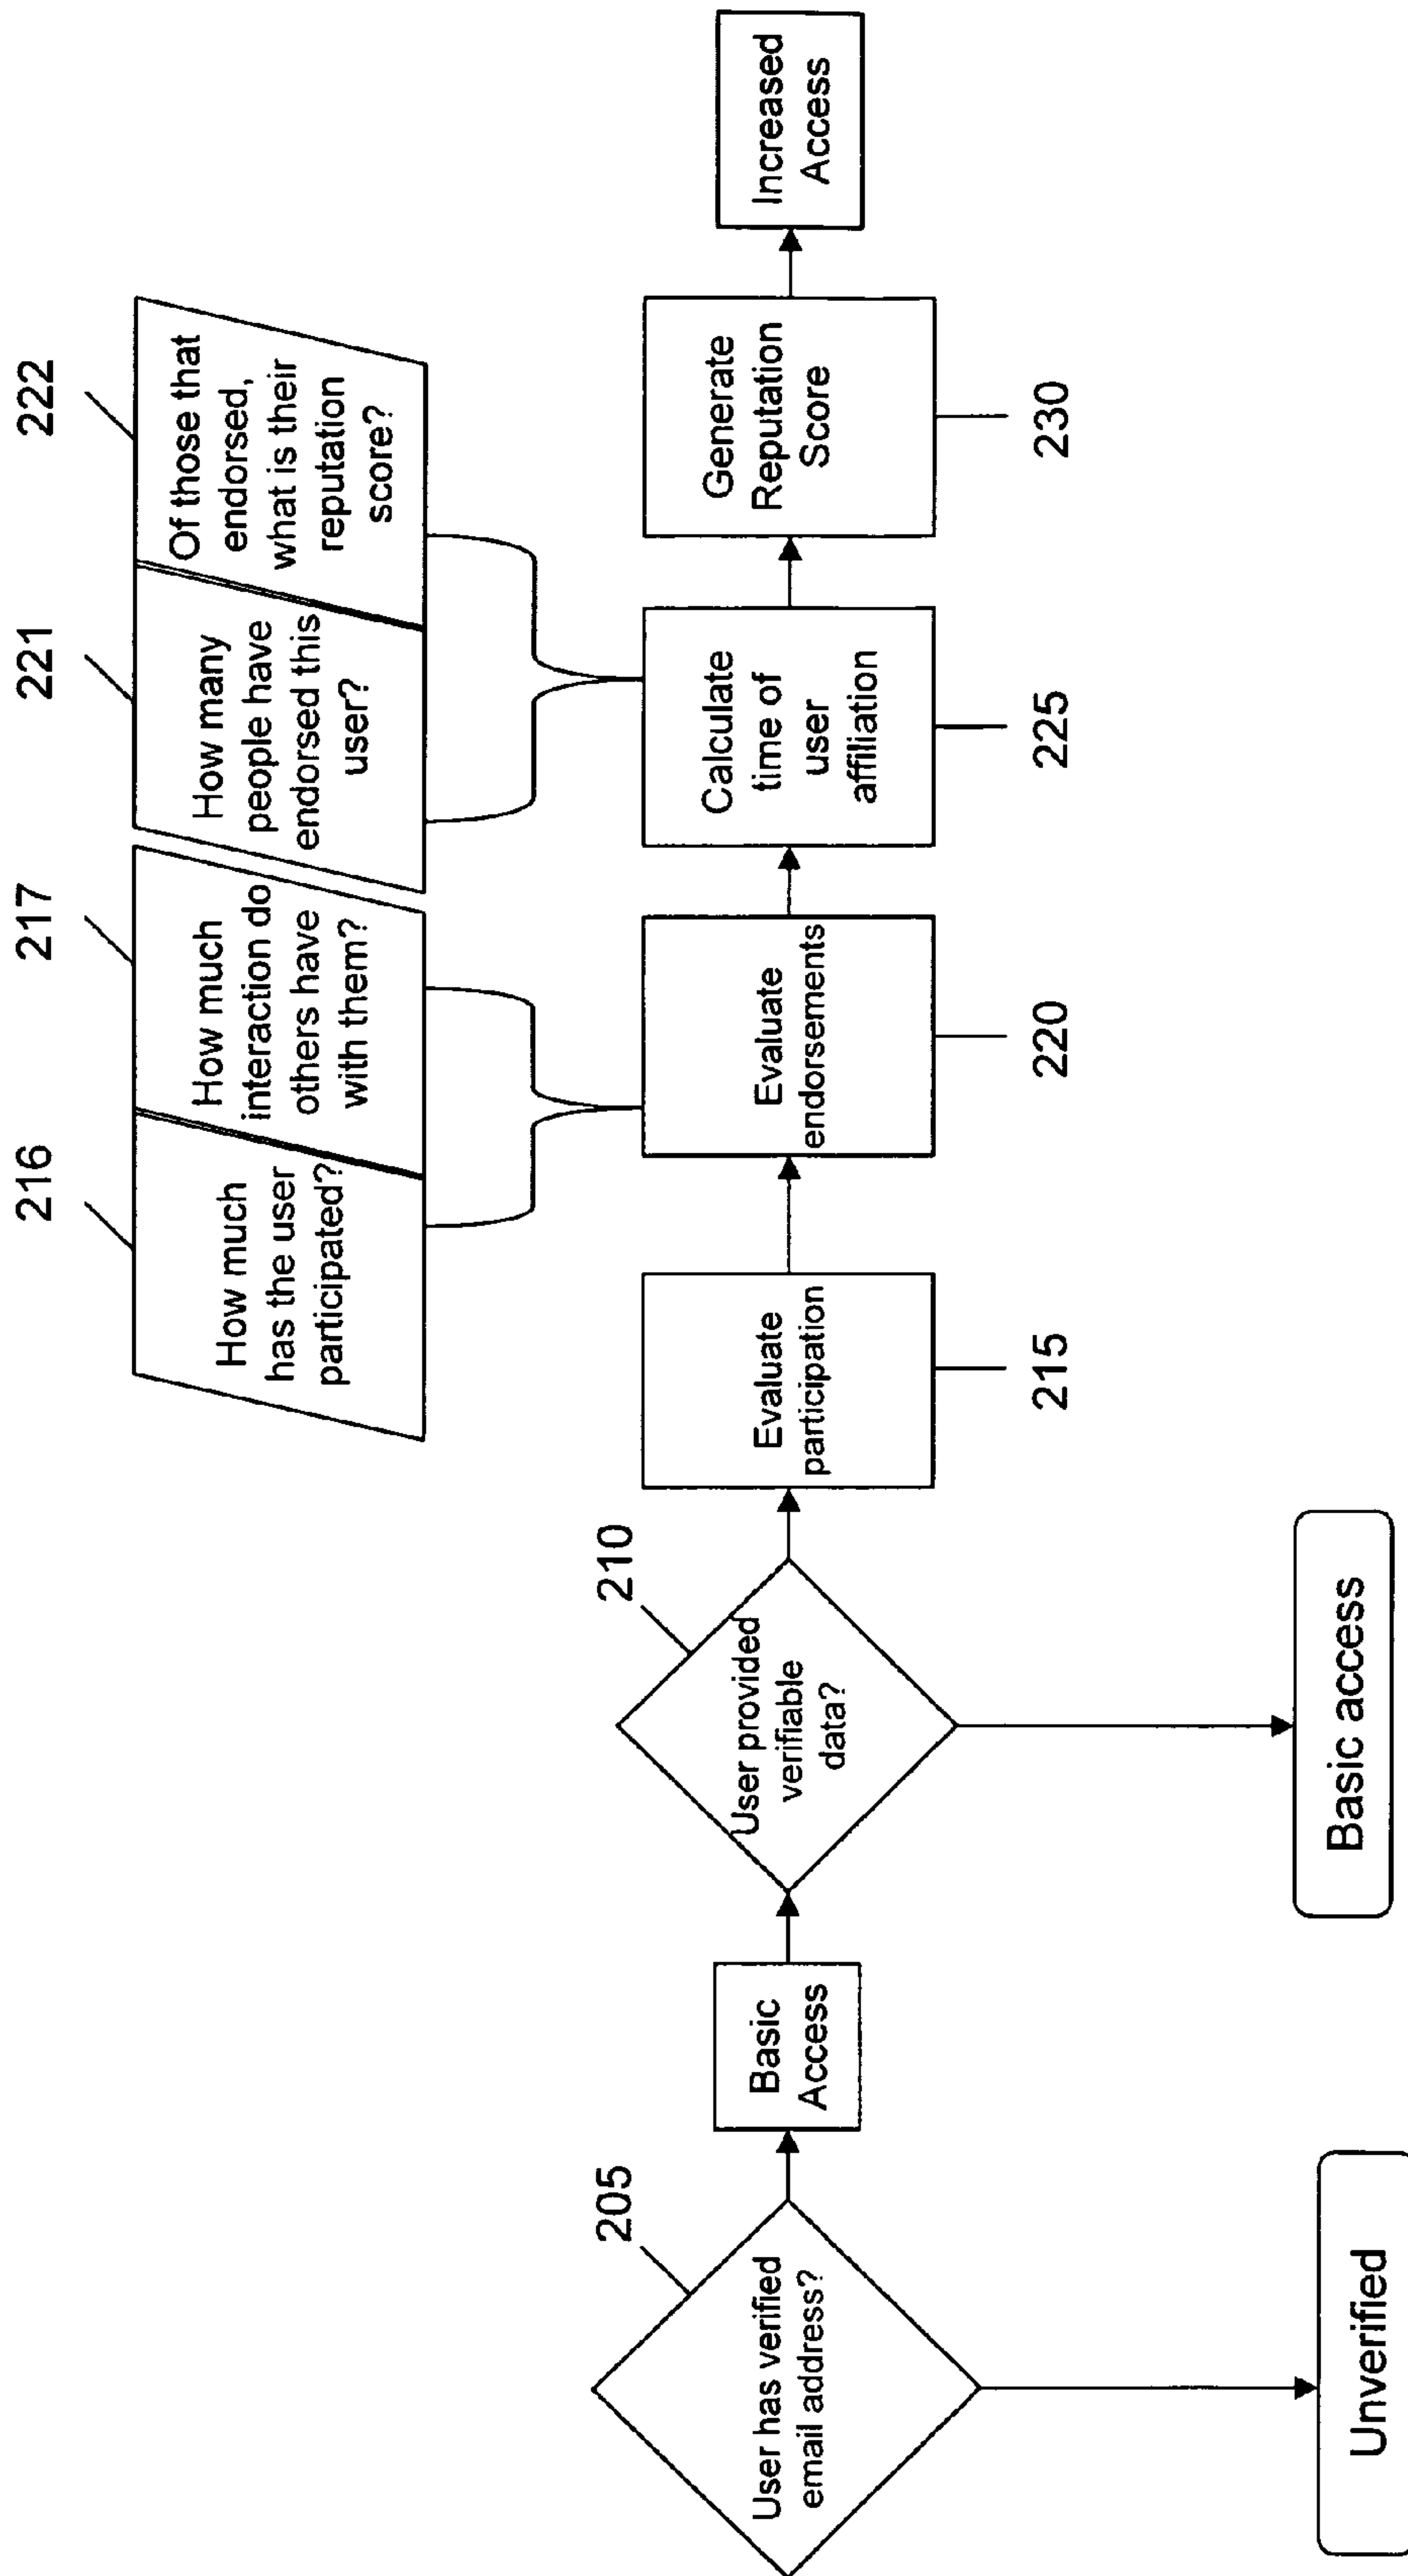 216
217
221
222
How much
has the user
participated?
How much
interaction do
others have
with them?
How many
people have
endorsed this
user?
Of those that
endorsed,
what is their
reputation
score?
205
User has verified
email address?
Basic
Access
210
User provided
verifiable
data?
Evaluate
participation
Evaluate
endorsements
Calculate
time of
user
affiliation
Generate
Reputation
Score
Increased
Access
215
220
225
230
Unverified
Basic access